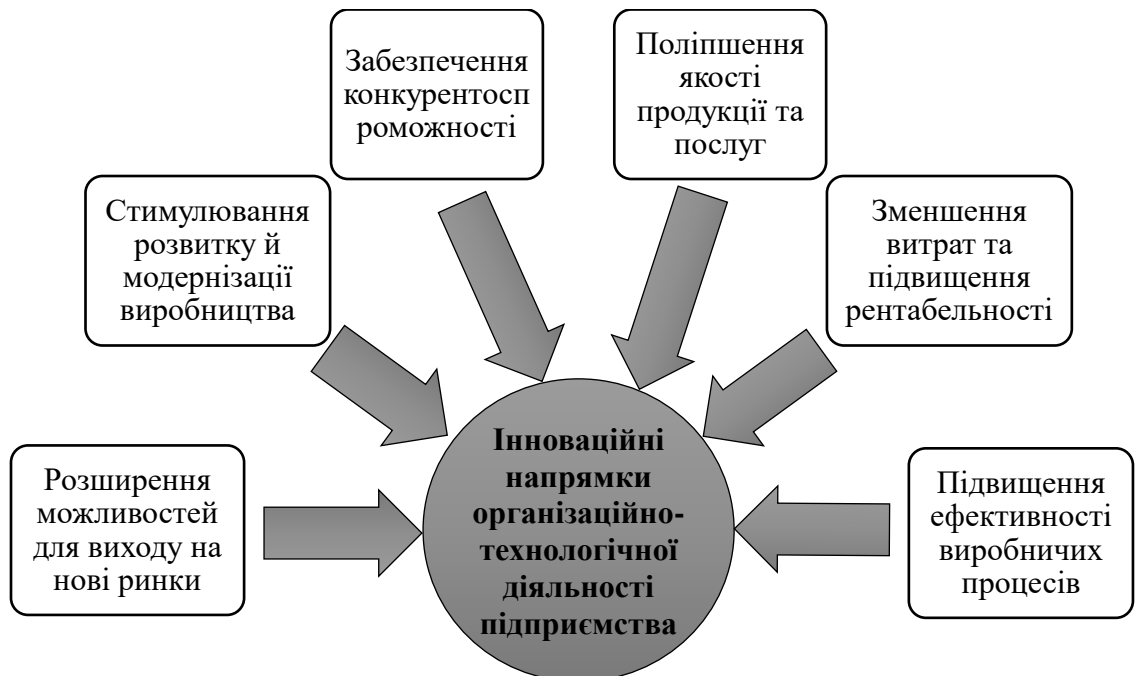 Забезпечення
конкурентосп
роможності
Поліпшення
якості
продукції та
послуг
Стимулювання
розвитку й
модернізації
виробництва
Зменшення
витрат та
підвищення
рентабельності
Розширення
можливостей
для виходу на
нові ринки
Інноваційні
напрямки
організаційно-
технологічної
діяльності
підприємства
Підвищення
ефективності
виробничих
процесів